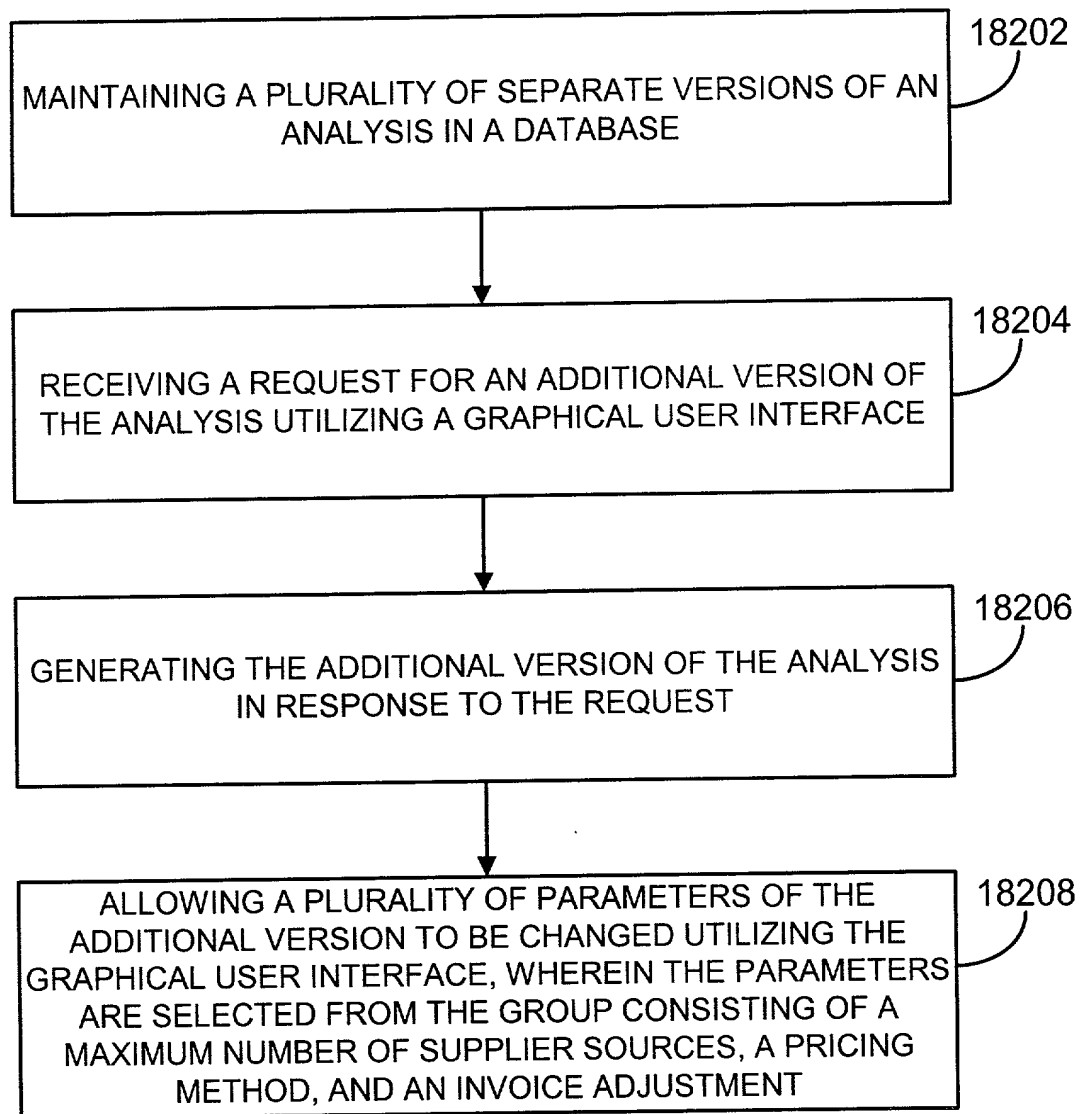 18202
MAINTAINING A PLURALITY OF SEPARATE VERSIONS OF AN
ANALYSIS IN A DATABASE
18204
RECEIVING A REQUEST FOR AN ADDITIONAL VERSION OF
THE ANALYSIS UTILIZING A GRAPHICAL USER INTERFACE
18206
GENERATING THE ADDITIONAL VERSION OF THE ANALYSIS
IN RESPONSE TO THE REQUEST
18208
ALLOWING A PLURALITY OF PARAMETERS OF THE
ADDITIONAL VERSION TO BE CHANGED UTILIZING THE
GRAPHICAL USER INTERFACE, WHEREIN THE PARAMETERS
ARE SELECTED FROM THE GROUP CONSISTING OF A
MAXIMUM NUMBER OF SUPPLIER SOURCES, A PRICING
METHOD, AND AN INVOICE ADJUSTMENT